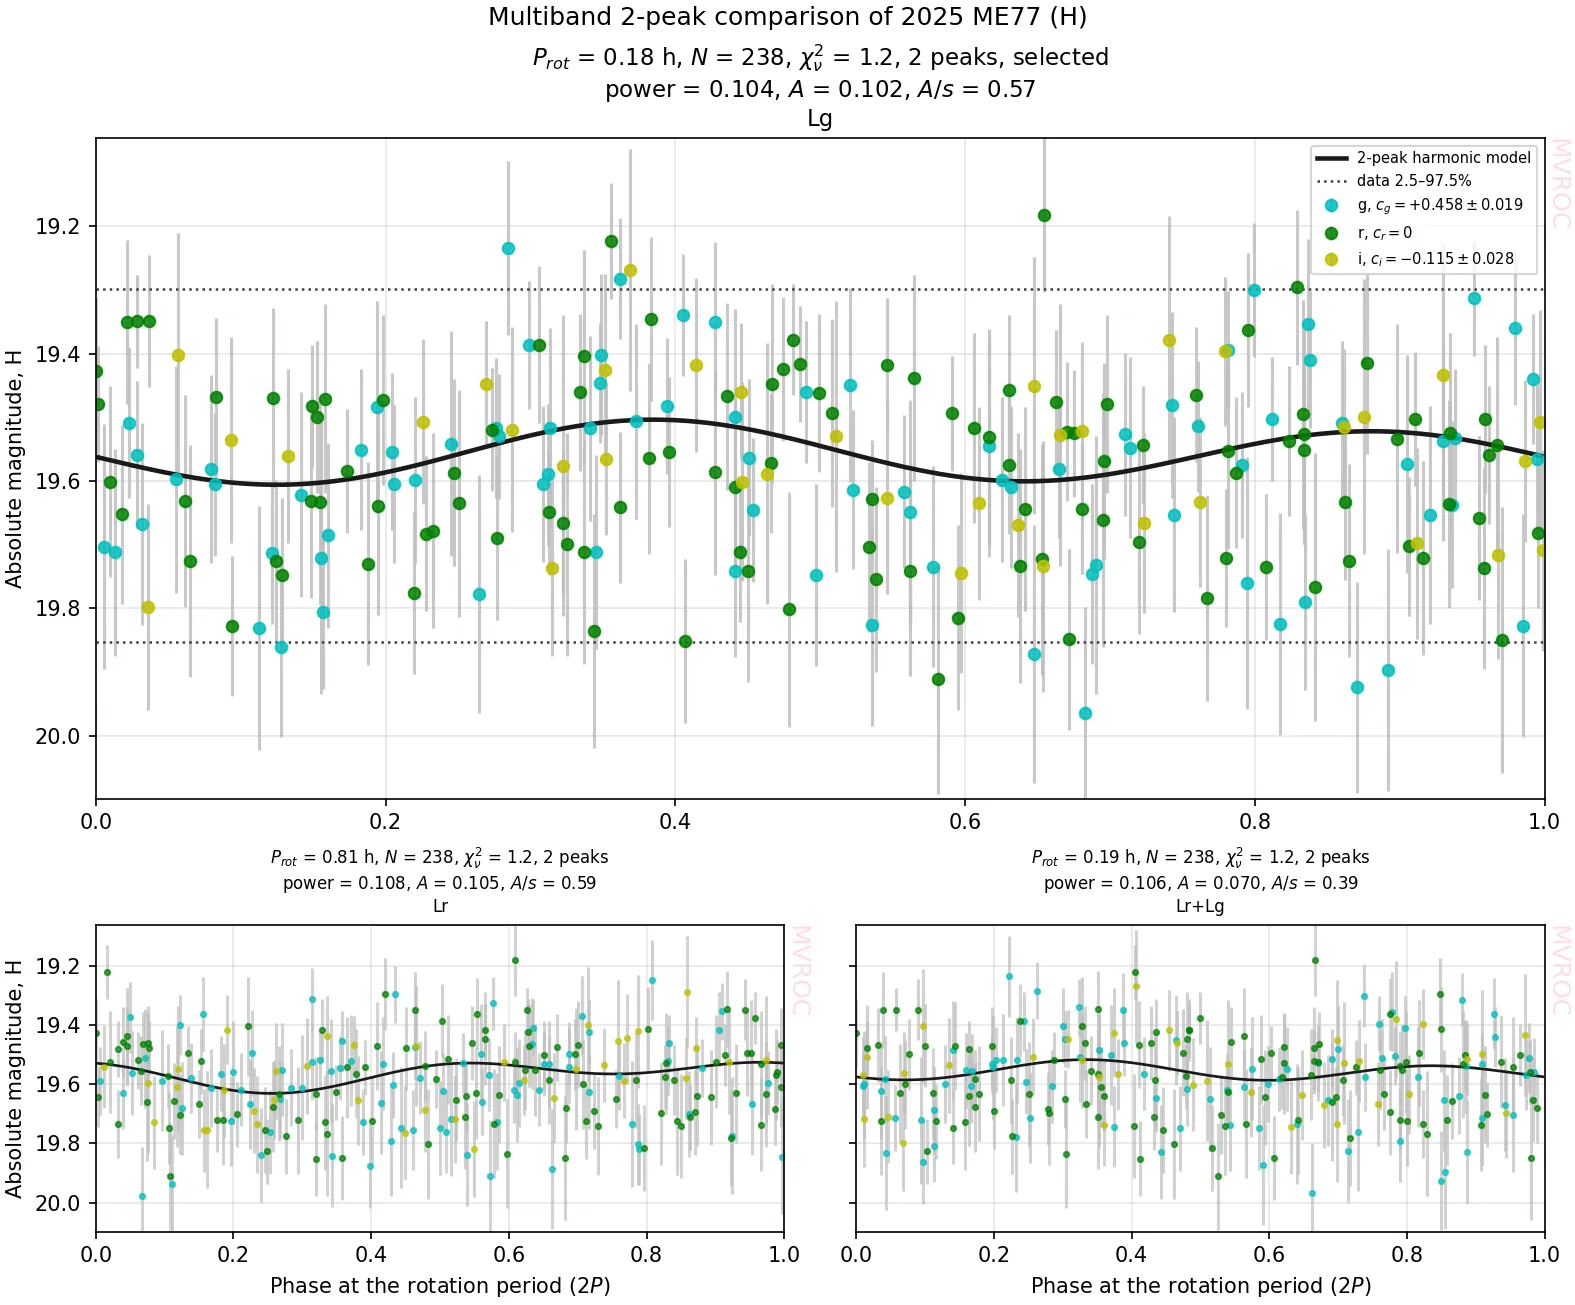 Multiband 2-peak comparison of 2025 ME77 (H)
P_rot = 0.18 h, N = 238, χ²_ν = 1.2, 2 peaks, selected
power = 0.104, A = 0.102, A/s = 0.57
Lg
MVROC
2-peak harmonic model
data 2.5–97.5%
g, c_g = +0.458 ± 0.019
r, c_r = 0
i, c_i = −0.115 ± 0.028
Absolute magnitude, H
19.2
19.4
19.6
19.8
20.0
0.0 0.2 0.4 0.6 0.8 1.0
P_rot = 0.81 h, N = 238, χ²_ν = 1.2, 2 peaks
power = 0.108, A = 0.105, A/s = 0.59
Lr
MVROC
Absolute magnitude, H
19.2
19.4
19.6
19.8
20.0
0.0 0.2 0.4 0.6 0.8 1.0
Phase at the rotation period (2P)
P_rot = 0.19 h, N = 238, χ²_ν = 1.2, 2 peaks
power = 0.106, A = 0.070, A/s = 0.39
Lr+Lg
MVROC
0.0 0.2 0.4 0.6 0.8 1.0
Phase at the rotation period (2P)